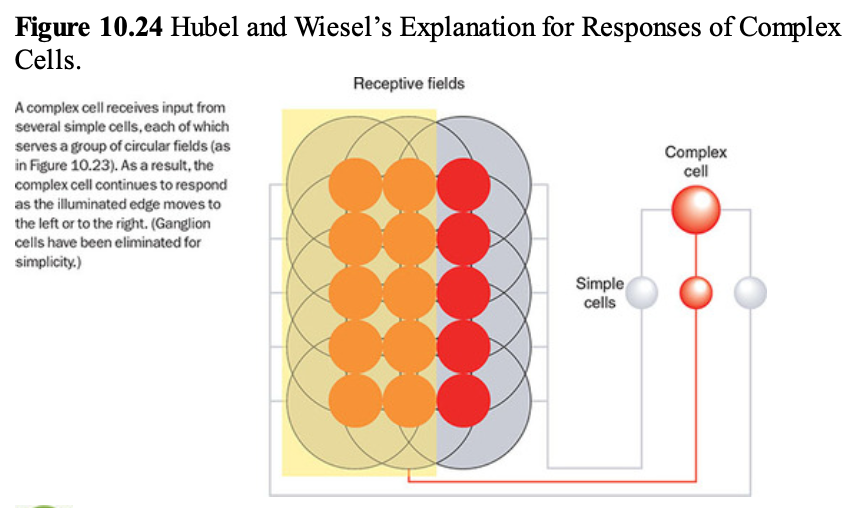 Figure 10.24 Hubel and Wiesel’s Explanation for Responses of Complex
Cells.
Receptive fields
A complex cell receives input from
several simple cells, each of which
serves a group of circular fields (as
in Figure 10.23). As a result, the
complex cell continues to respond
as the illuminated edge moves to
the left or to the right. (Ganglion
cells have been eliminated for
simplicity.)
Complex
cell
Simple
cells